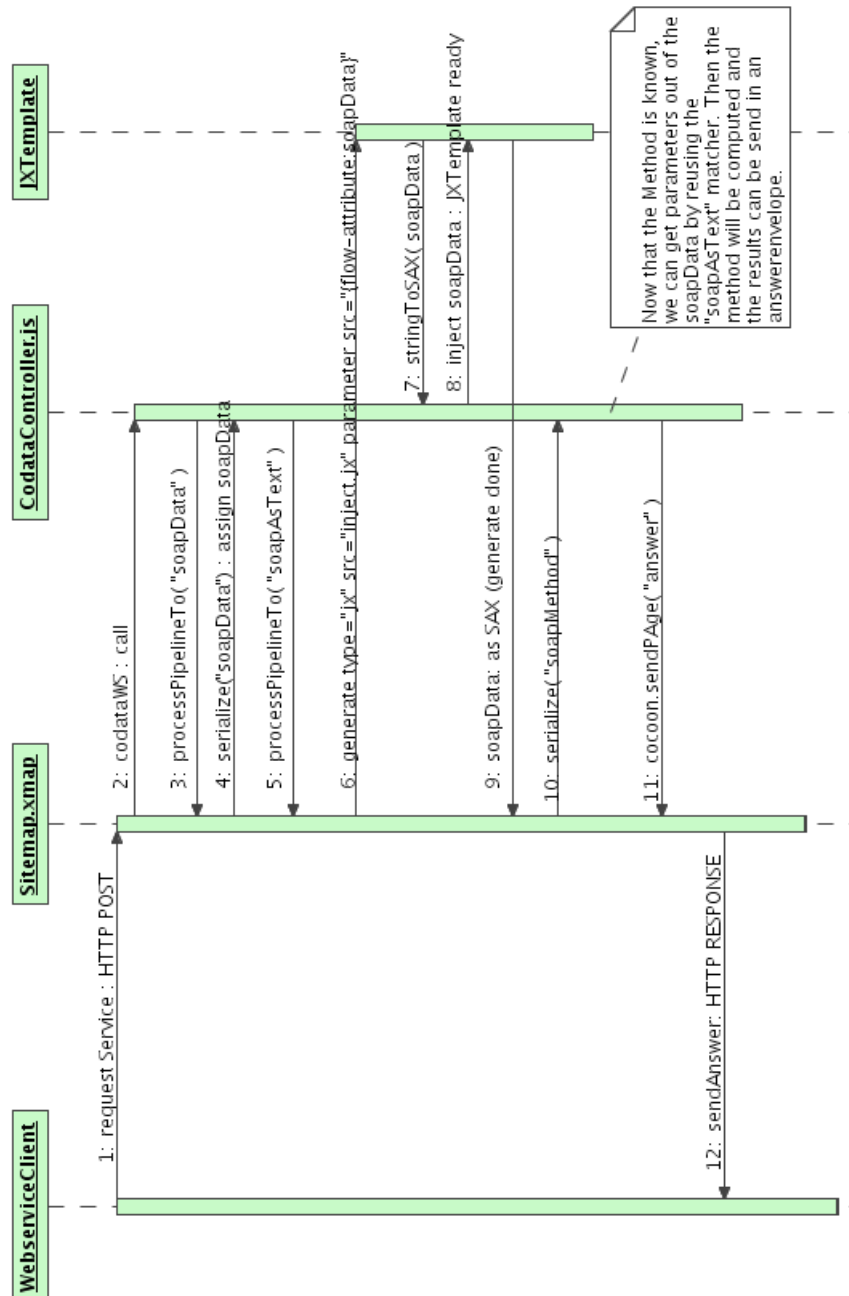 WebserviceClient
Sitemap.xmap
CodataController.js
JXTemplate
1: request Service : HTTP POST
2: codataWS : call
3: processPipelineTo( "soapData" )
4: serialize("soapData") : assign soapData
5: processPipelineTo( "soapAsText" )
6: generate type="jx" src="inject.jx" parameter src="{flow-attribute:soapData}"
7: stringToSAX( soapData )
8: inject soapData : JXTemplate ready
9: soapData: as SAX (generate done)
10: serialize( "soapMethod" )
11: cocoon.sendPAge( "answer" )
12: sendAnswer: HTTP RESPONSE
Now that the Method is known,
we can get parameters out of the
soapData by reusing the
"soapAsText" matcher. Then the
method will be computed and
the results can be send in an
answerenvelope.